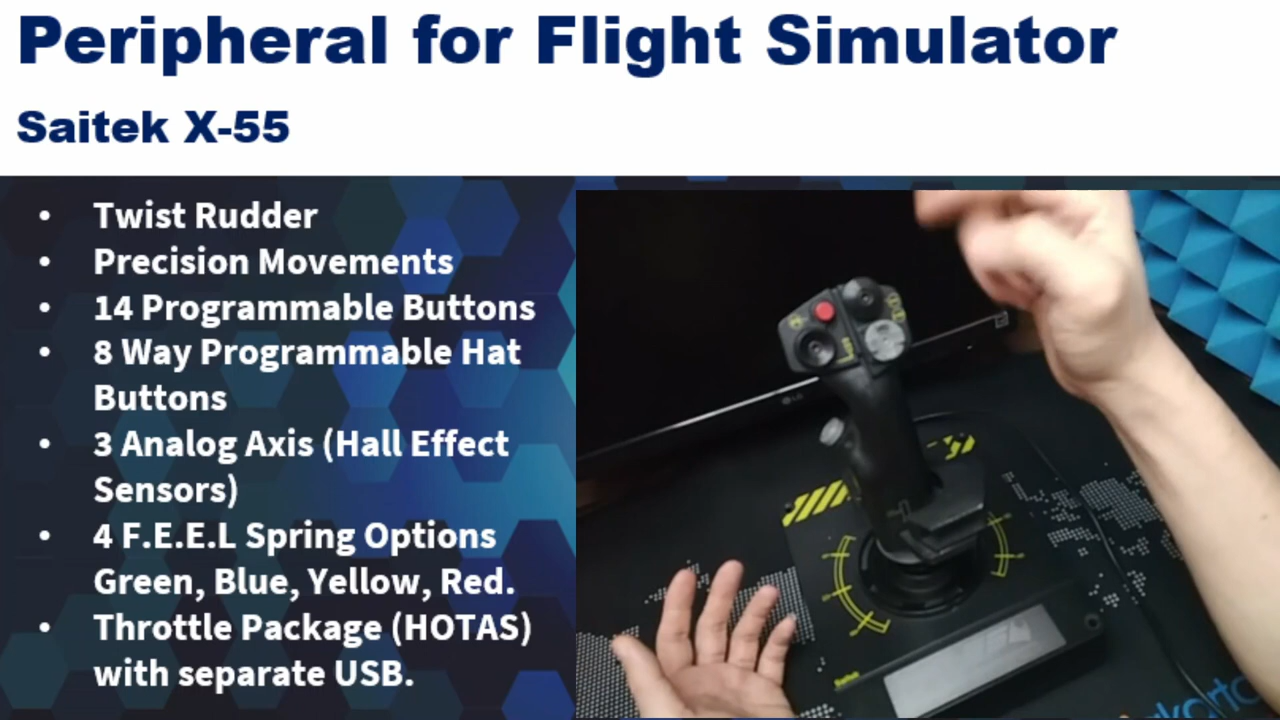 Peripheral for Flight Simulator
Saitek X-55
• Twist Rudder
• Precision Movements
• 14 Programmable Buttons
• 8 Way Programmable Hat
Buttons
• 3 Analog Axis (Hall Effect
Sensors)
• 4 F.E.E.L Spring Options
Green, Blue, Yellow, Red.
• Throttle Package (HOTAS)
with separate USB.
LG